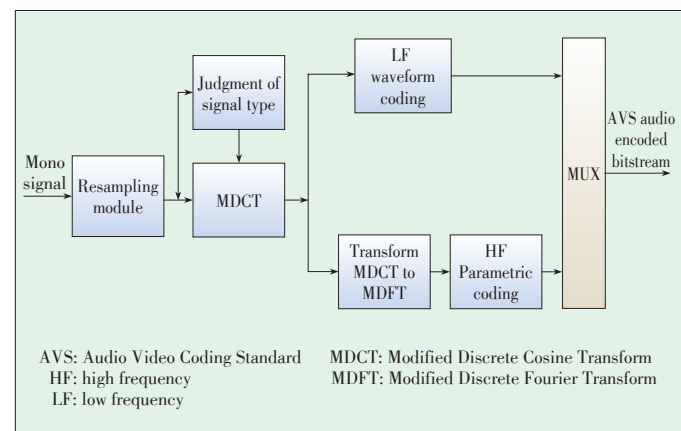 Mono
signal
Resampling
module
Judgment of
signal type
MDCT
LF
waveform
coding
Transform
MDCT to
MDFT
HF
Parametric
coding
MUX
AVS audio
encoded
bitstream
AVS: Audio Video Coding Standard
HF: high frequency
LF: low frequency
MDCT: Modified Discrete Cosine Transform
MDFT: Modified Discrete Fourier Transform